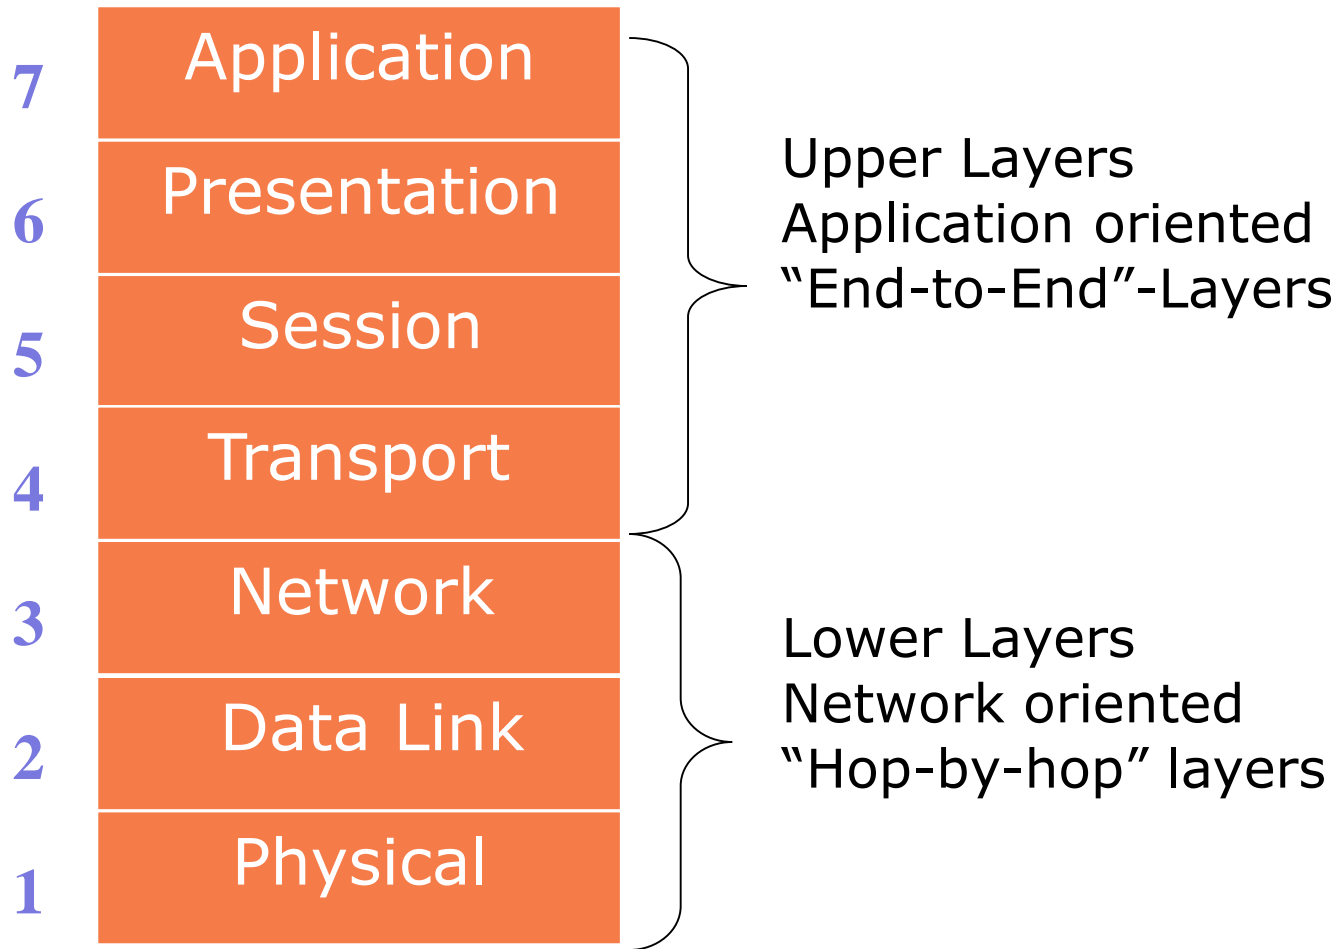 7
Application
6
Presentation
5
Session
4
Transport
3
Network
2
Data Link
1
Physical
Upper Layers
Application oriented
“End-to-End”-Layers
Lower Layers
Network oriented
“Hop-by-hop” layers